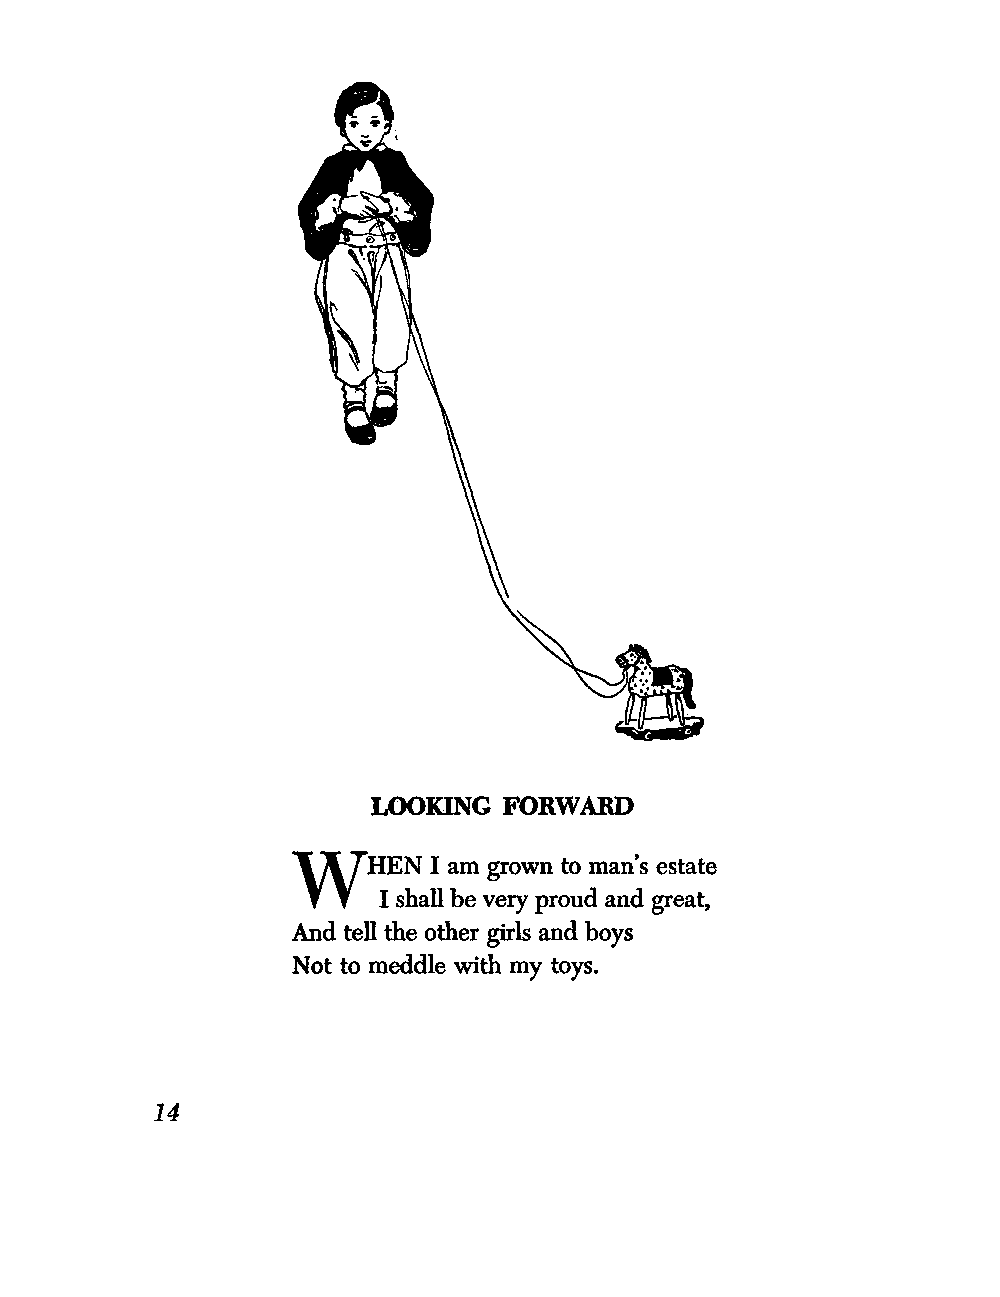 LOOKING FORWARD
WHEN I am grown to man's estate
I shall be very proud and great,
And tell the other girls and boys
Not to meddle with my toys.
14